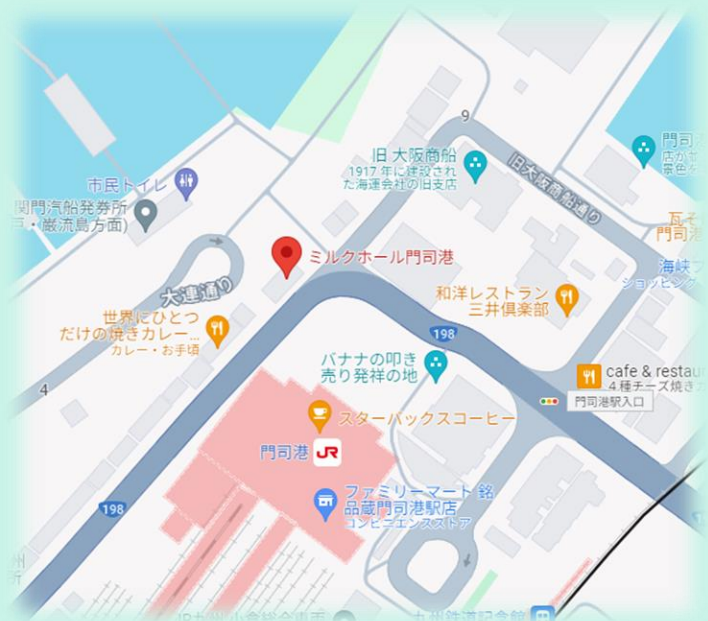 9
旧 大阪商船
1917 年に建設され
た海運会社の旧支店
旧大阪商船通り
門司
市民トイレ
関門汽船発券所
・巌流島方面)
ミルクホール門司港
大連通り
和洋レストラン
三井倶楽部
海峡
ショッピング
世界にひとつ
だけの焼きカレー...
カレー・お手頃
198
バナナの叩き
売り発祥の地
cafe & restau
4種チーズ焼き
門司港駅入口
4
スターバックスコーヒー
門司港
JR
ファミリーマート 銘
品蔵門司港駅店
コンビニエンスストア
198
九州鉄道記念館